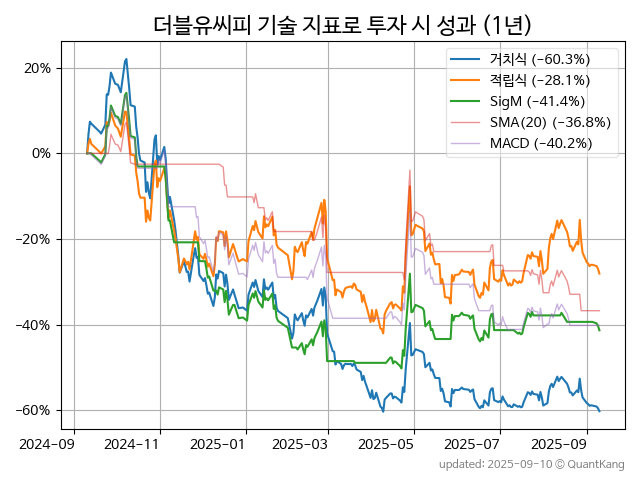 더블유씨피 기술 지표로 투자 시 성과 (1년)
거치식 (−60.3%)
적립식 (−28.1%)
SigM (−41.4%)
SMA(20) (−36.8%)
MACD (−40.2%)
20%
0%
−20%
−40%
−60%
2024-09
2024-11
2025-01
2025-03
2025-05
2025-07
2025-09
updated: 2025-09-10 © QuantKang